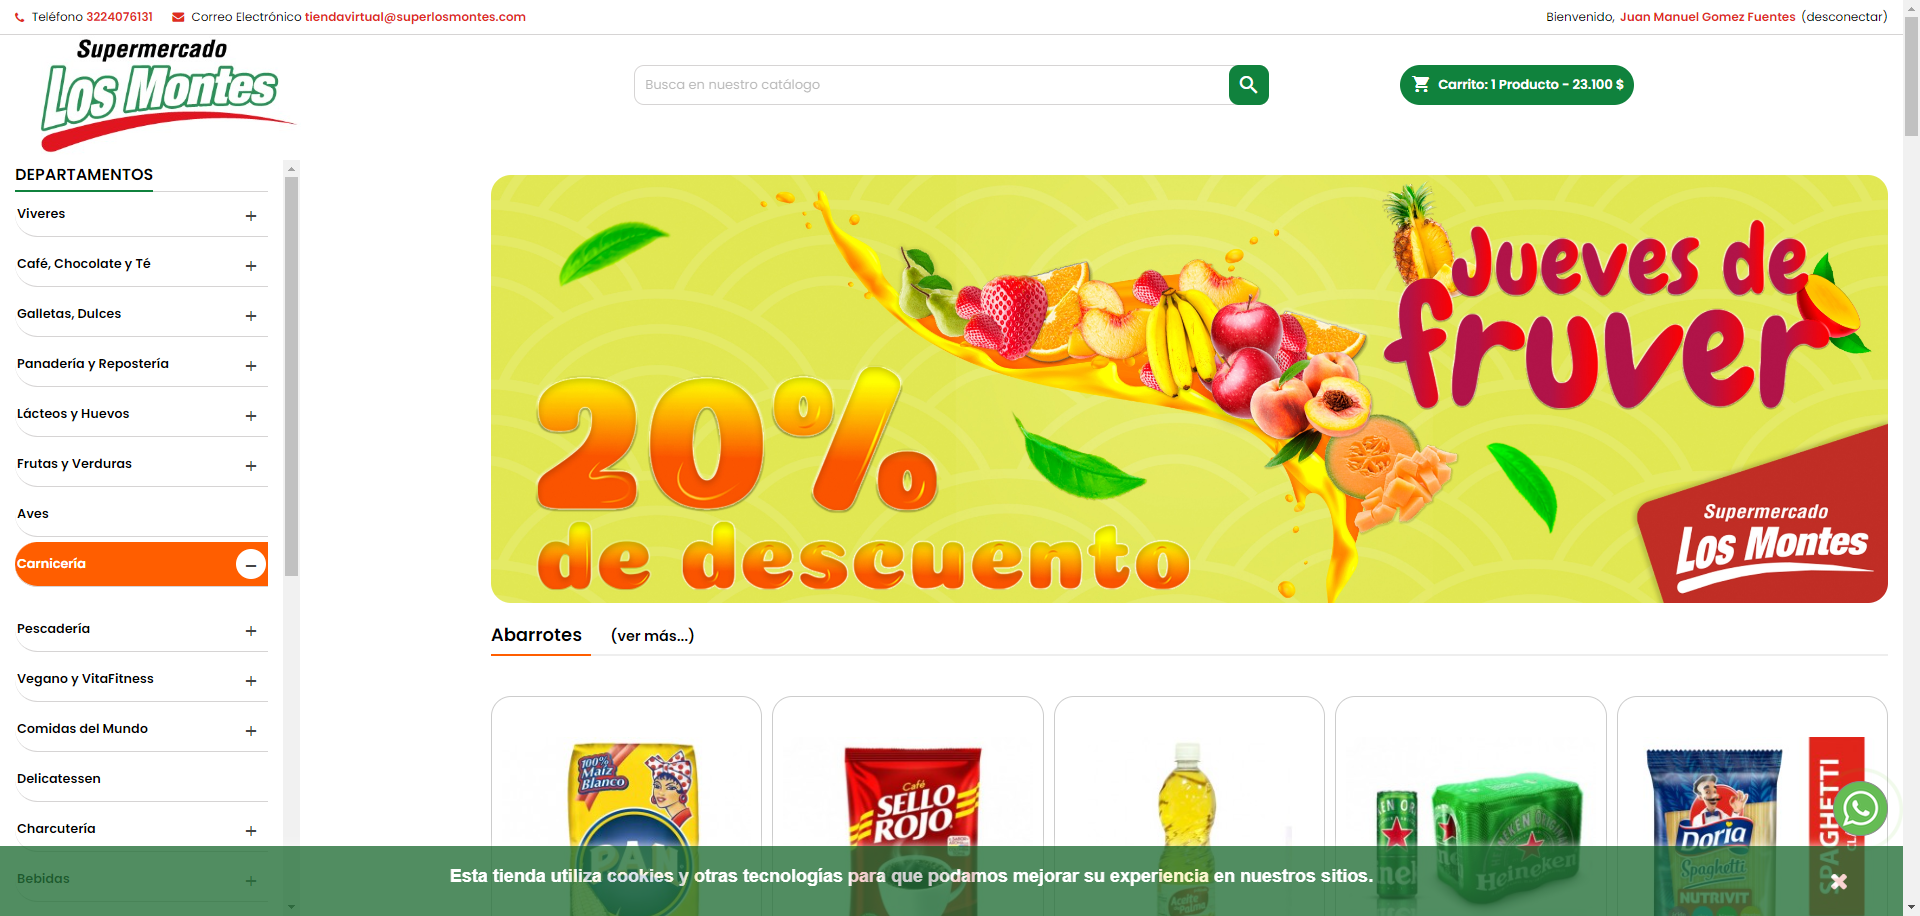 Teléfono 3224076131 Correo Electrónico tiendavirtual@superlosmontes.com Bienvenido, Juan Manuel Gomez Fuentes (desconectar)
Supermercado
Los Montes
Busca en nuestro catálogo
Carrito: 1 Producto - 23.100 $
DEPARTAMENTOS
Viveres +
Café, Chocolate y Té +
Galletas, Dulces +
Panadería y Repostería +
Lácteos y Huevos +
Frutas y Verduras +
Aves
Carnicería −
Pescadería +
Vegano y VitaFitness +
Comidas del Mundo +
Delicatessen
Charcutería +
Bebidas +
Jueves de
fruver
20%
de descuento
Supermercado
Los Montes
Abarrotes (ver más...)
100%
Maíz
Blanco
PAN
Café
SELLO
ROJO
Aceite
de Palma
Heineken
Doria
Spaghetti
NUTRIVIT
SPAGHETTI
Esta tienda utiliza cookies y otras tecnologías para que podamos mejorar su experiencia en nuestros sitios.